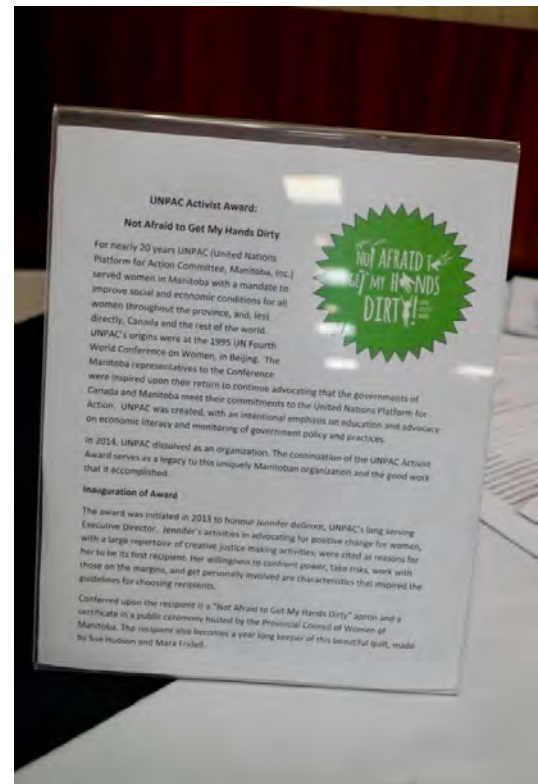 UNPAC Activist Award:
Not Afraid to Get My Hands Dirty
For nearly 20 years UNPAC (United Nations
Platform for Action Committee, Manitoba, Inc.)
served women in Manitoba with a mandate to
improve social and economic conditions for all
women throughout the province, and, less
directly, Canada and the rest of the world.
UNPAC's origins were at the 1995 UN Fourth
World Conference on Women, in Beijing. The
Manitoba representatives to the Conference
were inspired upon their return to continue advocating that the governments of
Canada and Manitoba meet their commitments to the United Nations Platform for
Action. UNPAC was created, with an intentional emphasis on education and advocacy
on economic literacy and monitoring of government policy and practices.
In 2014, UNPAC dissolved as an organization. The continuation of the UNPAC Activist
Award serves as a legacy to this uniquely Manitoban organization and the good work
that it accomplished.
Inauguration of Award
The award was initiated in 2013 to honour Jennifer deGroot, UNPAC's long serving
Executive Director. Jennifer's activities in advocating for positive change for women,
with a large repertoire of creative justice making activities, were cited as reasons for
her to be its first recipient. Her willingness to confront power, take risks, work with
those on the margins, and get personally involved are characteristics that inspired the
guidelines for choosing recipients.
Conferred upon the recipient is a "Not Afraid to Get My Hands Dirty" apron and a
certificate in a public ceremony hosted by the Provincial Council of Women of
Manitoba. The recipient also becomes a year long keeper of this beautiful quilt, made
by Sue Hudson and Mara Fridell.
NOT AFRAID TO
GET MY HANDS
DIRTY!